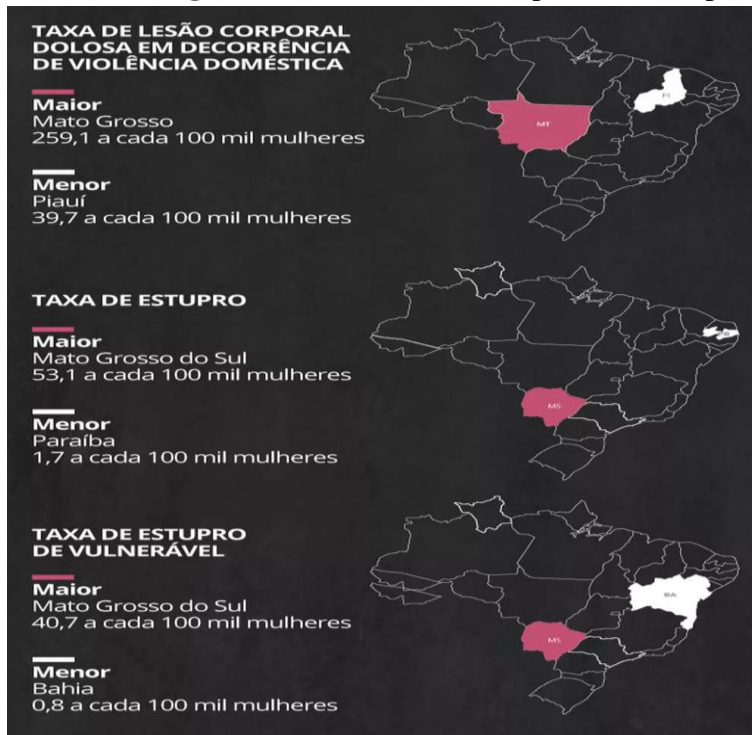 TAXA DE LESÃO CORPORAL
DOLOSA EM DECORRÊNCIA
DE VIOLÊNCIA DOMÉSTICA
Maior
Mato Grosso
259,1 a cada 100 mil mulheres
Menor
Piauí
39,7 a cada 100 mil mulheres
PI
MT
TAXA DE ESTUPRO
Maior
Mato Grosso do Sul
53,1 a cada 100 mil mulheres
Menor
Paraíba
1,7 a cada 100 mil mulheres
MS
TAXA DE ESTUPRO
DE VULNERÁVEL
Maior
Mato Grosso do Sul
40,7 a cada 100 mil mulheres
Menor
Bahia
0,8 a cada 100 mil mulheres
BA
MS